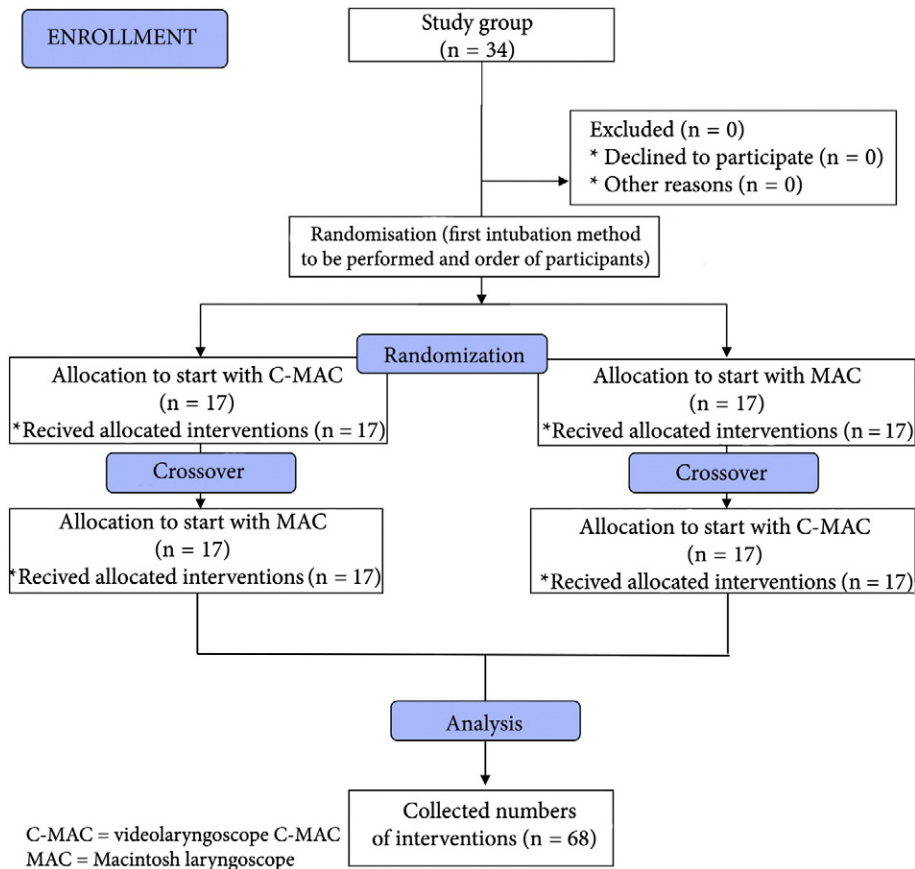 ENROLLMENT
Study group
(n = 34)
Excluded (n = 0)
* Declined to participate (n = 0)
* Other reasons (n = 0)
Randomisation (first intubation method
to be performed and order of participants)
Randomization
Allocation to start with C-MAC
(n = 17)
*Recived allocated interventions (n = 17)
Allocation to start with MAC
(n = 17)
*Recived allocated interventions (n = 17)
Crossover
Crossover
Allocation to start with MAC
(n = 17)
*Recived allocated interventions (n = 17)
Allocation to start with C-MAC
(n = 17)
*Recived allocated interventions (n = 17)
Analysis
Collected numbers
of interventions (n = 68)
C-MAC = videolaryngoscope C-MAC
MAC = Macintosh laryngoscope